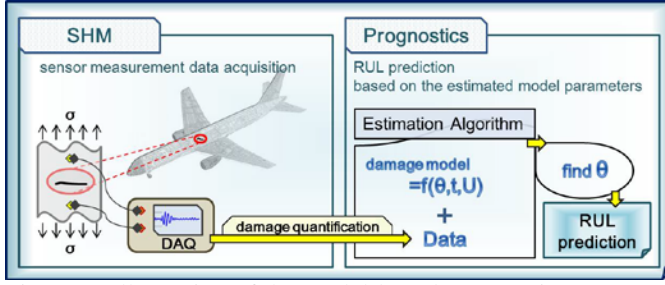 SHM
sensor measurement data acquisition
σ
σ
DAQ
damage quantification
Prognostics
RUL prediction
based on the estimated model parameters
Estimation Algorithm
damage model
=f(θ,t,U)
+
Data
find θ
RUL
prediction